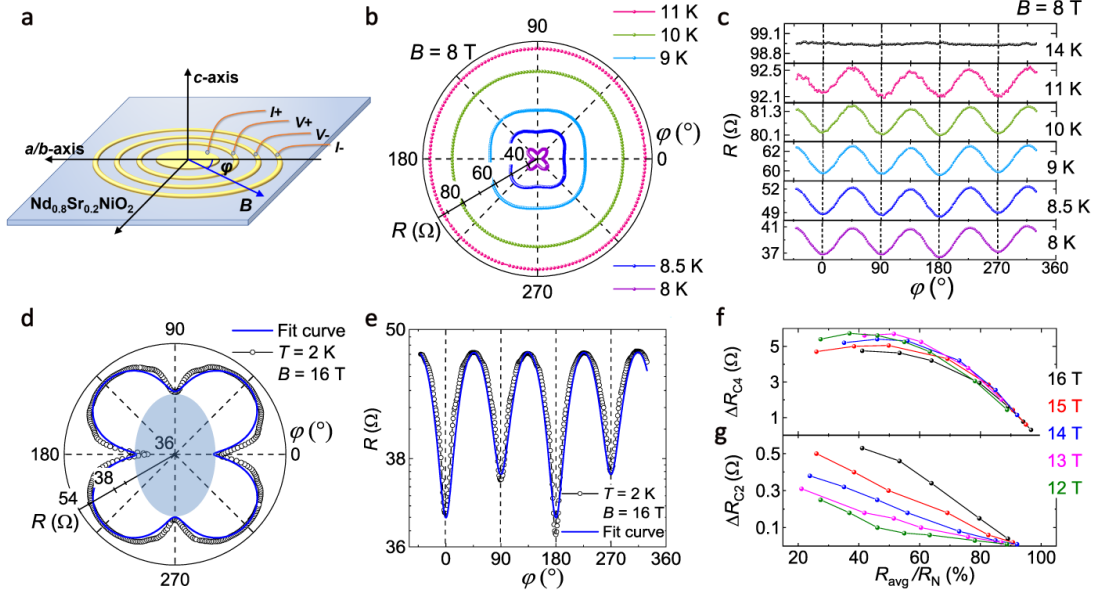 a
c-axis
I+
V+
V-
I-
a/b-axis
φ
B
Nd0.8Sr0.2NiO2
b
90
B = 8 T
11 K
10 K
9 K
φ (°)
180
0
40
60
80
R (Ω)
270
8.5 K
8 K
c
B = 8 T
99.1
98.8
14 K
92.5
92.1
11 K
81.3
80.1
10 K
62
60
9 K
52
49
8.5 K
41
37
8 K
R (Ω)
0 90 180 270 360
φ (°)
d
90
Fit curve
T = 2 K
B = 16 T
36
φ (°)
180
0
38
54
R (Ω)
270
e
50
38
36
R (Ω)
T = 2 K
B = 16 T
Fit curve
0 90 180 270 360
φ (°)
f
5
3
1
ΔRC4 (Ω)
16 T
15 T
14 T
13 T
12 T
g
0.5
0.3
0.1
ΔRC2 (Ω)
20 40 60 80 100
Ravg/RN (%)